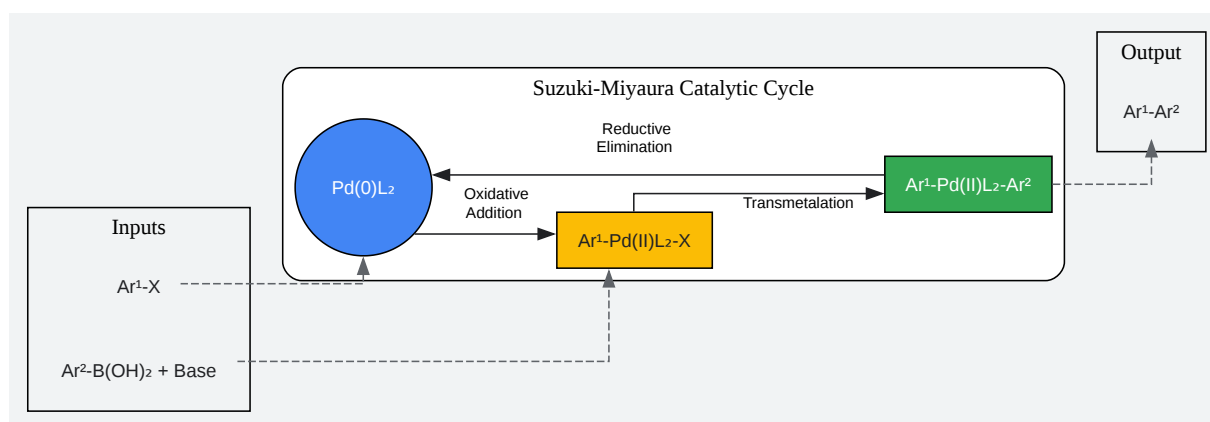 Output
Ar¹-Ar²
Suzuki-Miyaura Catalytic Cycle
Reductive
Elimination
Pd(0)L₂
Oxidative
Addition
Ar¹-Pd(II)L₂-Ar²
Transmetalation
Ar¹-Pd(II)L₂-X
Inputs
Ar¹-X
Ar²-B(OH)₂ + Base